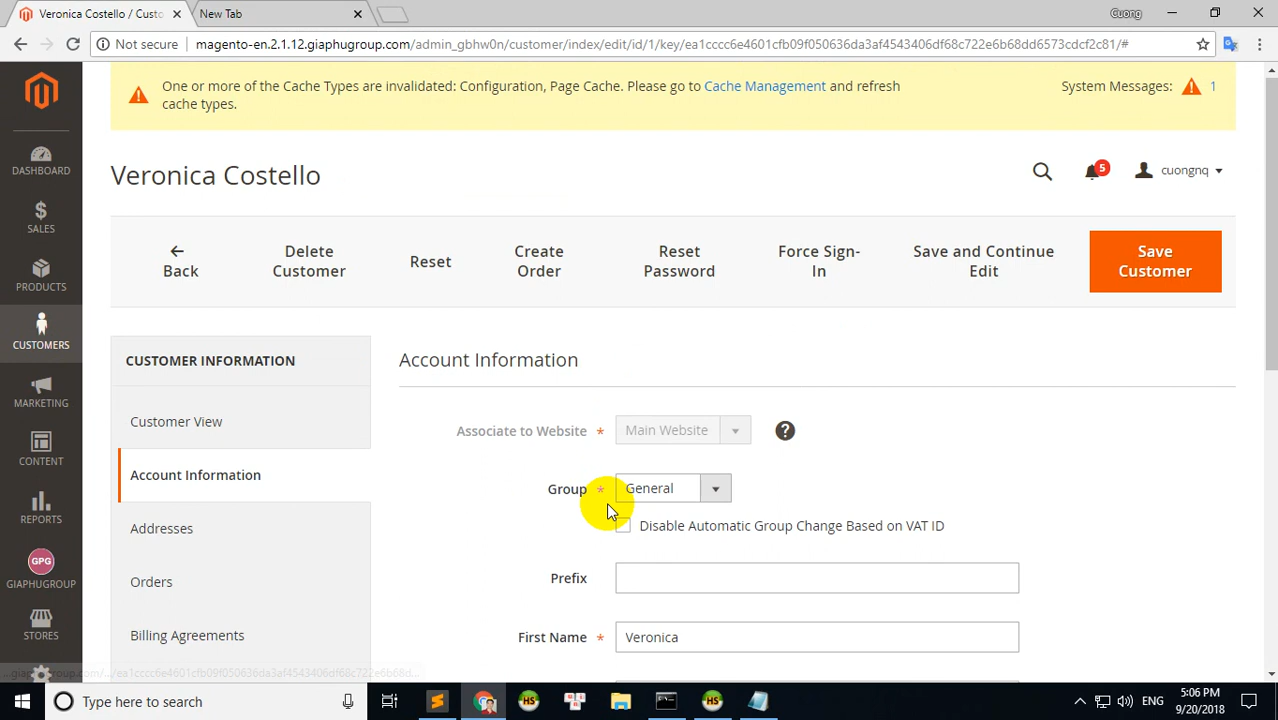 Veronica Costello / Custo
New Tab
Cuong
Not secure
magento-en.2.1.12.giaphugroup.com/admin_gbhw0n/customer/index/edit/id/1/key/ea1cccc6e4601cfb09f050636da3af4543406df68c722e6b68dd6573cdcf2c81/#
One or more of the Cache Types are invalidated: Configuration, Page Cache. Please go to Cache Management and refresh
cache types.
System Messages: 1
Veronica Costello
5
cuongnq
DASHBOARD
SALES
PRODUCTS
CUSTOMERS
MARKETING
CONTENT
REPORTS
GPG
GIAPHUGROUP
STORES
Back
Delete
Customer
Reset
Create
Order
Reset
Password
Force Sign-
In
Save and Continue
Edit
Save
Customer
CUSTOMER INFORMATION
Customer View
Account Information
Addresses
Orders
Billing Agreements
Account Information
Associate to Website * Main Website ?
Group * General
Disable Automatic Group Change Based on VAT ID
Prefix
First Name * Veronica
...giaphugroup.com/.../ea1cccc6e4601cfb09f050636da3af4543406df68c722e6b68d...
Type here to search
HS
HS
ENG
5:06 PM
9/20/2018